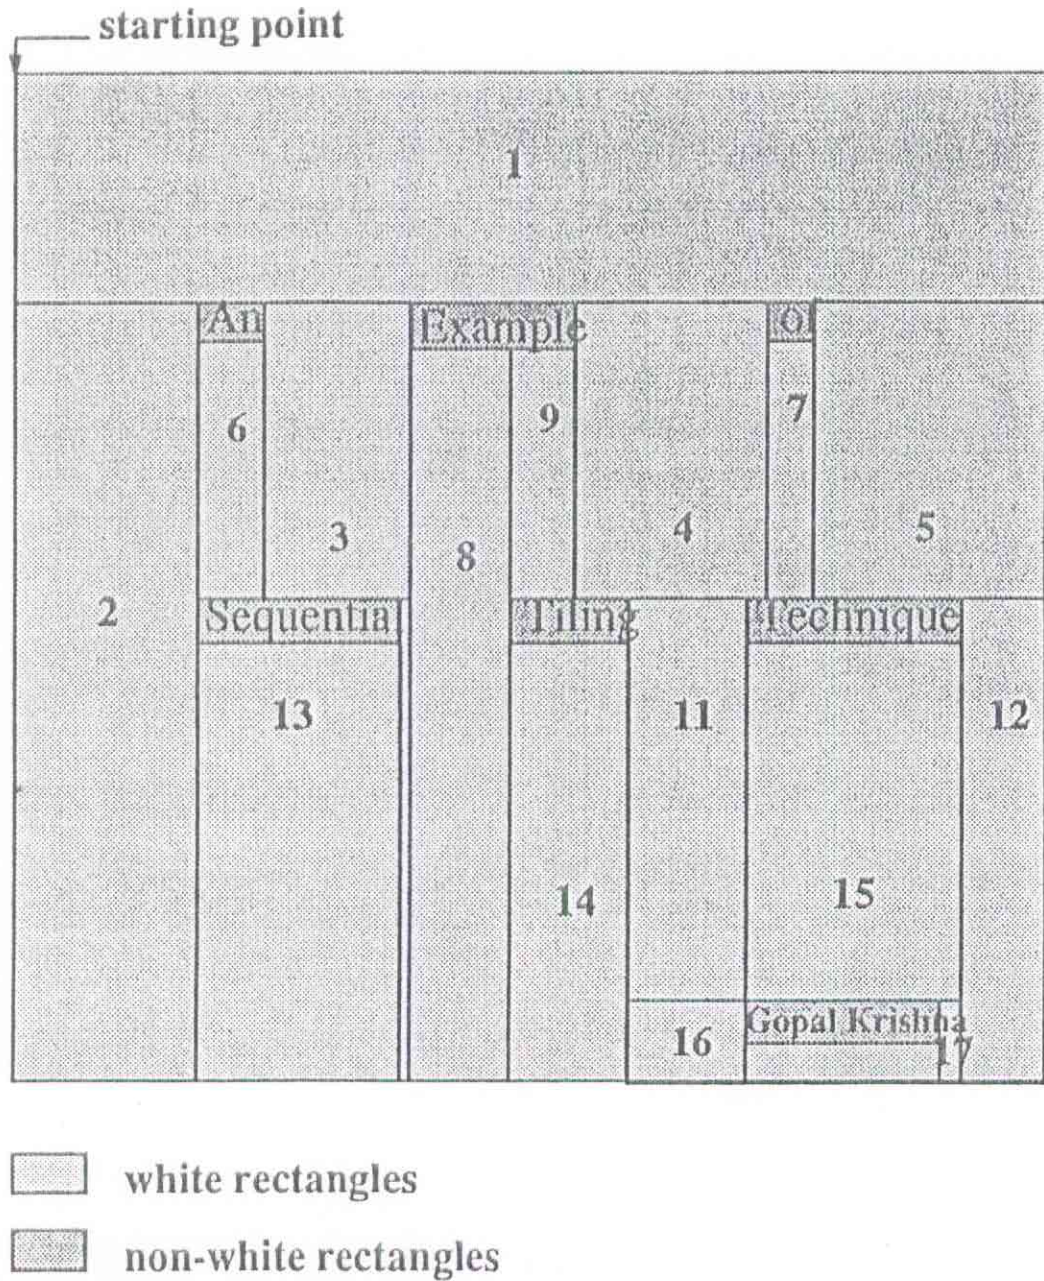 starting point
1
An Example of
6 9 7
3 8 4 5
2
Sequentia Tiling Technique
13 11 12
14 15
16 Gopal Krishna
17
white rectangles
non-white rectangles